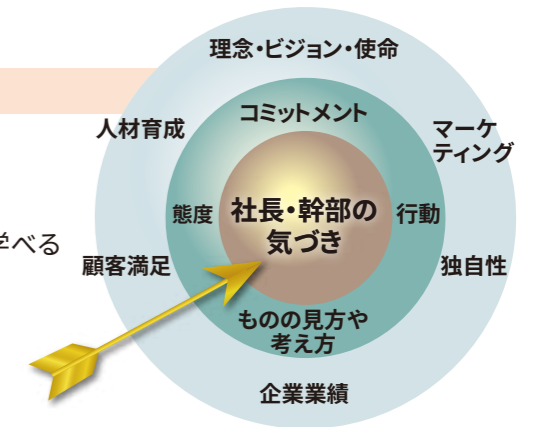 理念・ビジョン・使命
コミットメント
人材育成
マーケ
ティング
態度
社長・幹部の
気づき
行動
学べる
顧客満足
独自性
ものの見方や
考え方
企業業績